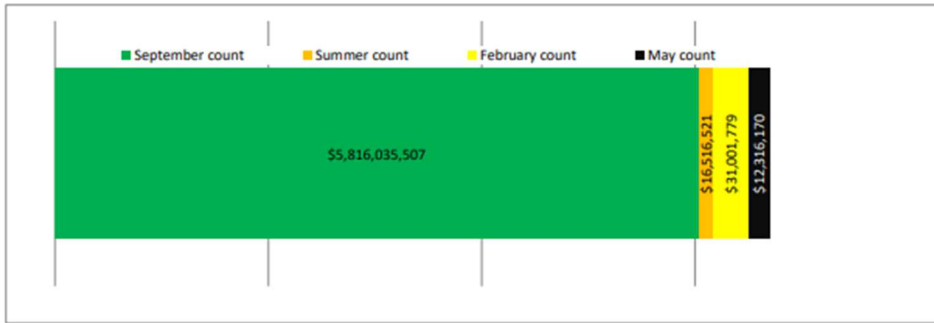 September count
Summer count
February count
May count
$5,816,035,507
$16,516,521
$31,001,779
$12,316,170